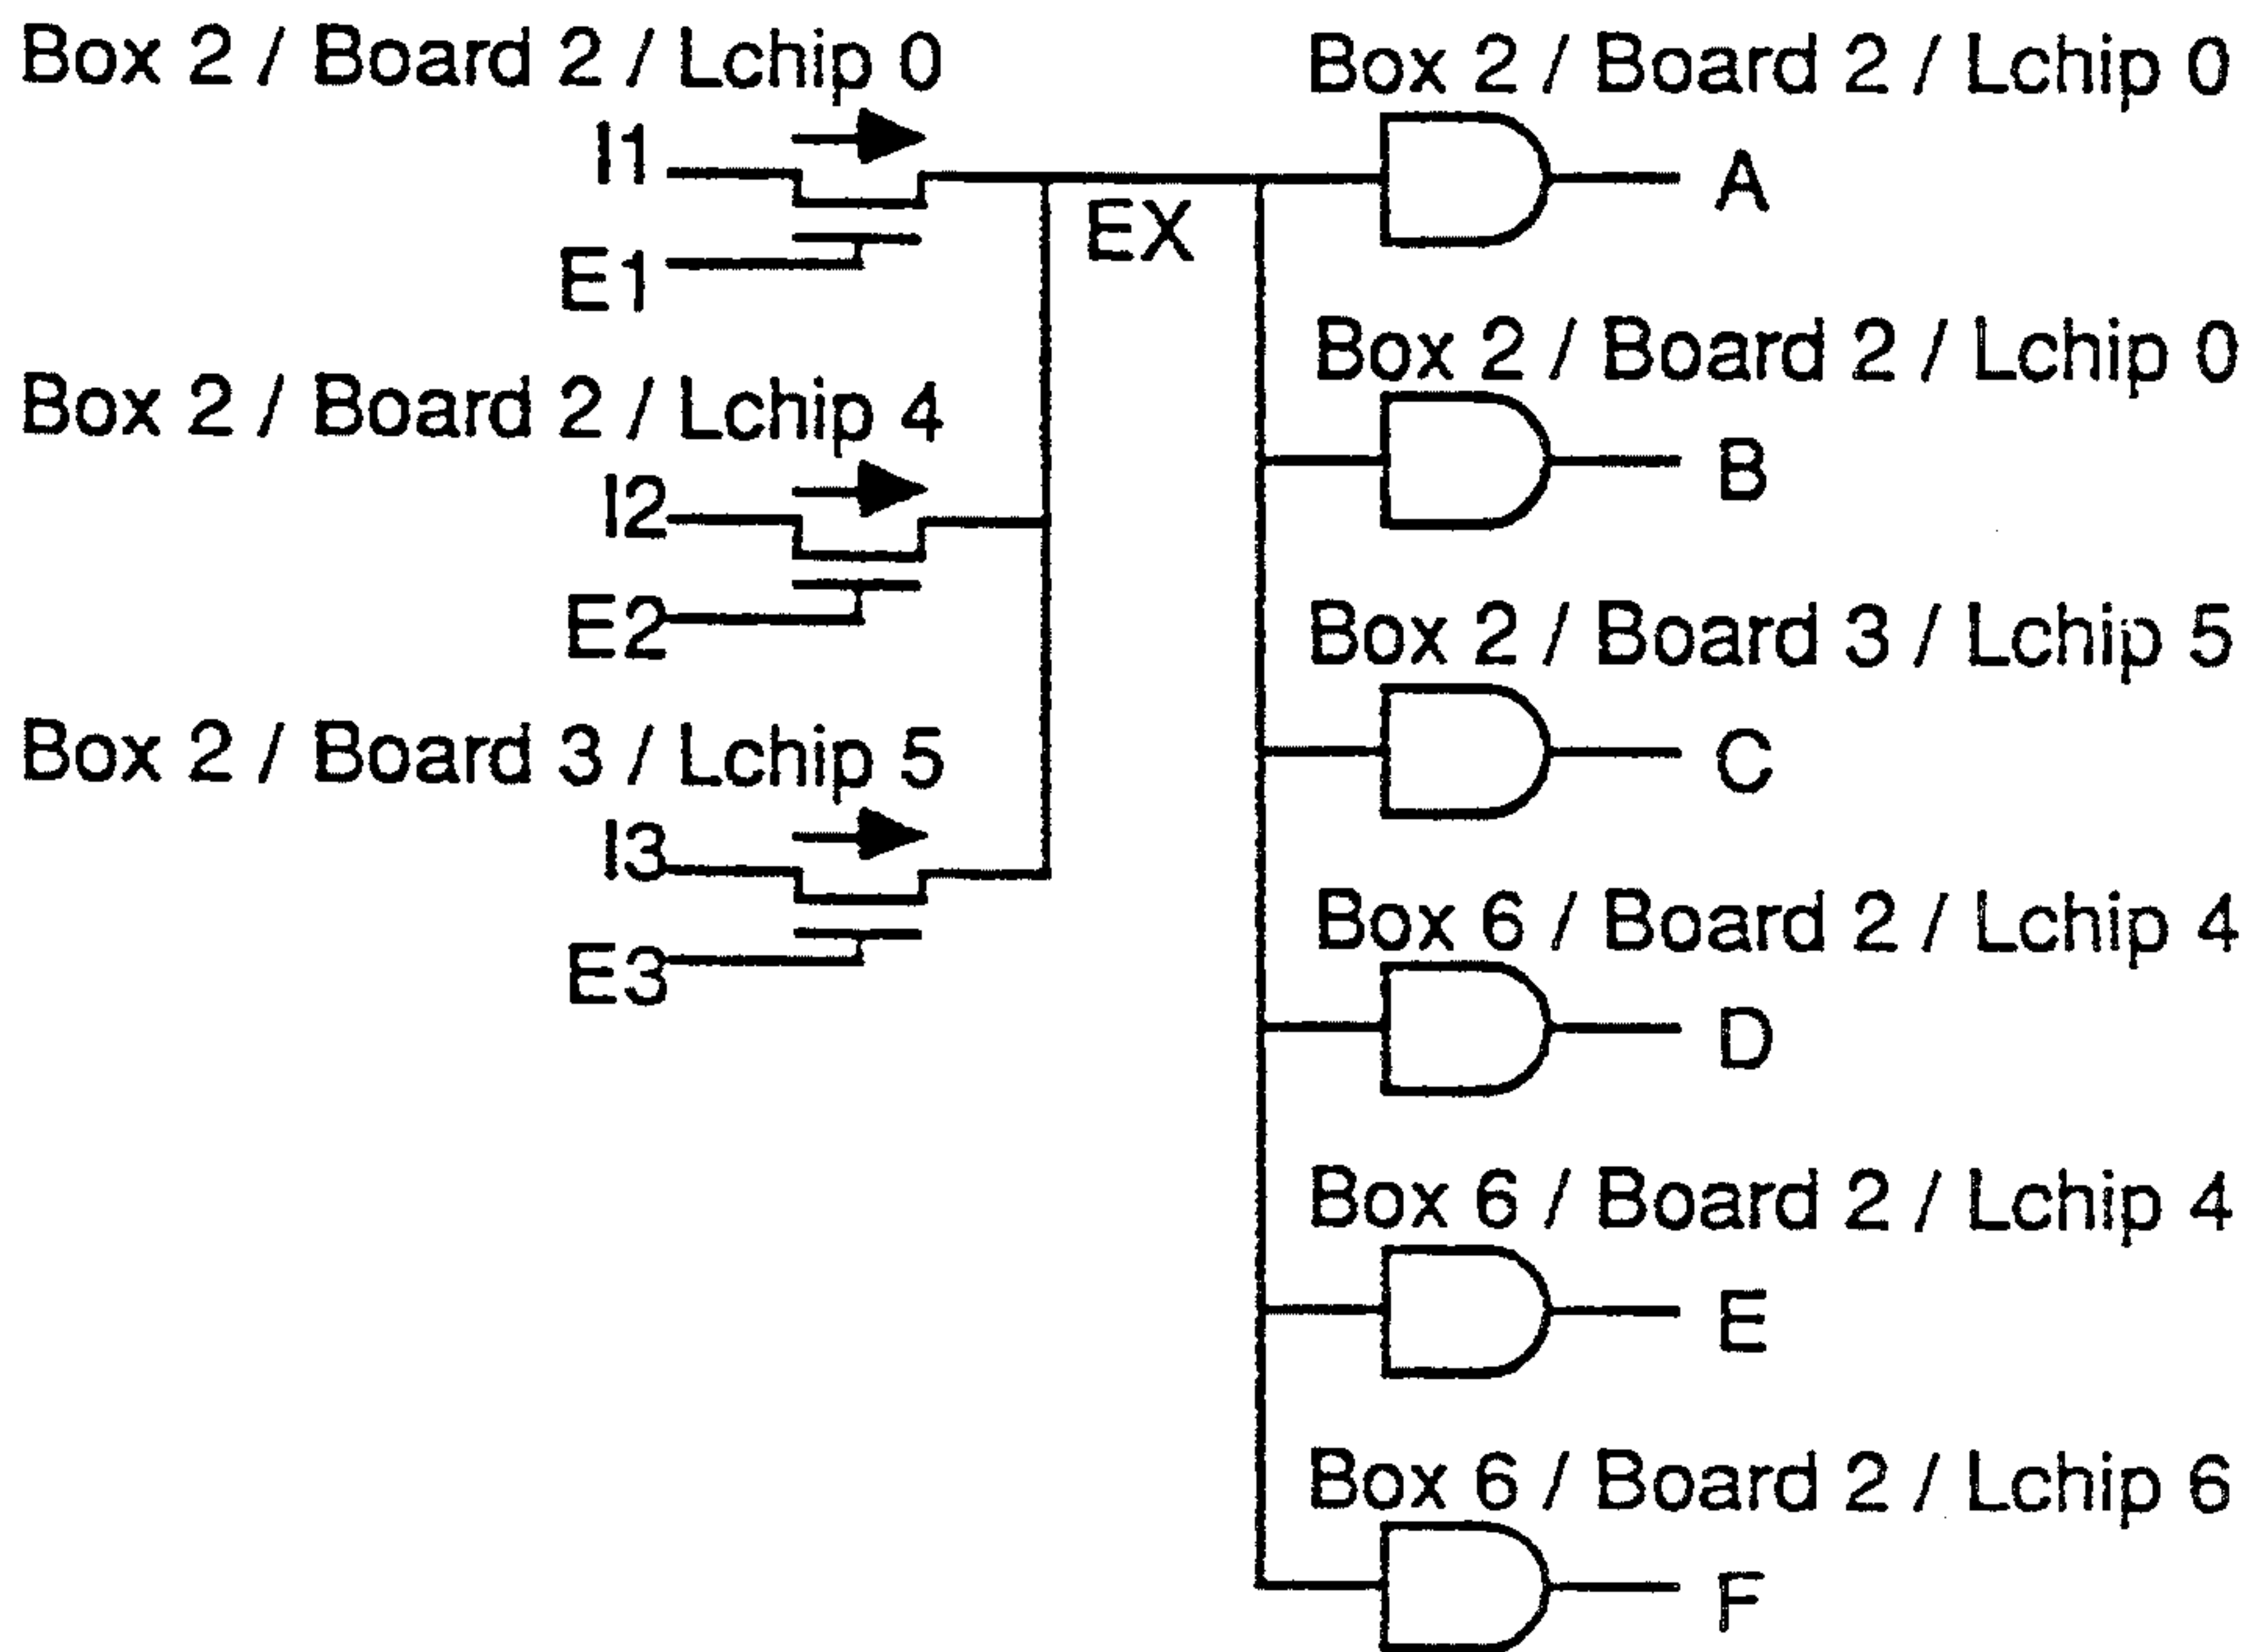 Box 2 / Board 2 / Lchip 0
I1
E1
Box 2 / Board 2 / Lchip 4
I2
E2
Box 2 / Board 3 / Lchip 5
I3
E3
EX
Box 2 / Board 2 / Lchip 0
A
Box 2 / Board 2 / Lchip 0
B
Box 2 / Board 3 / Lchip 5
C
Box 6 / Board 2 / Lchip 4
D
Box 6 / Board 2 / Lchip 4
E
Box 6 / Board 2 / Lchip 6
F